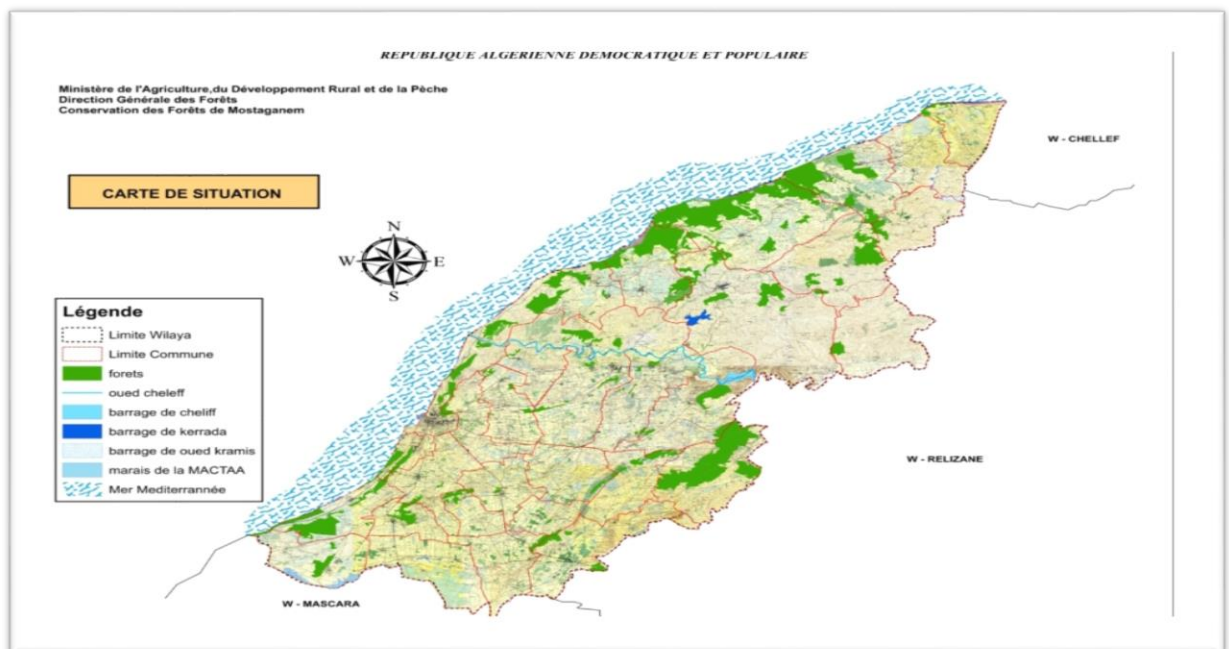 REPUBLIQUE ALGERIENNE DEMOCRATIQUE ET POPULAIRE
Ministère de l'Agriculture,du Développement Rural et de la Pèche
Direction Générale des Forêts
Conservation des Forêts de Mostaganem
W - CHELLEF
CARTE DE SITUATION
N
W E
S
Légende
Limite Wilaya
Limite Commune
forets
oued cheleff
barrage de cheliff
barrage de kerrada
barrage de oued kramis
marais de la MACTAA
Mer Mediterrannée
W - RELIZANE
W - MASCARA